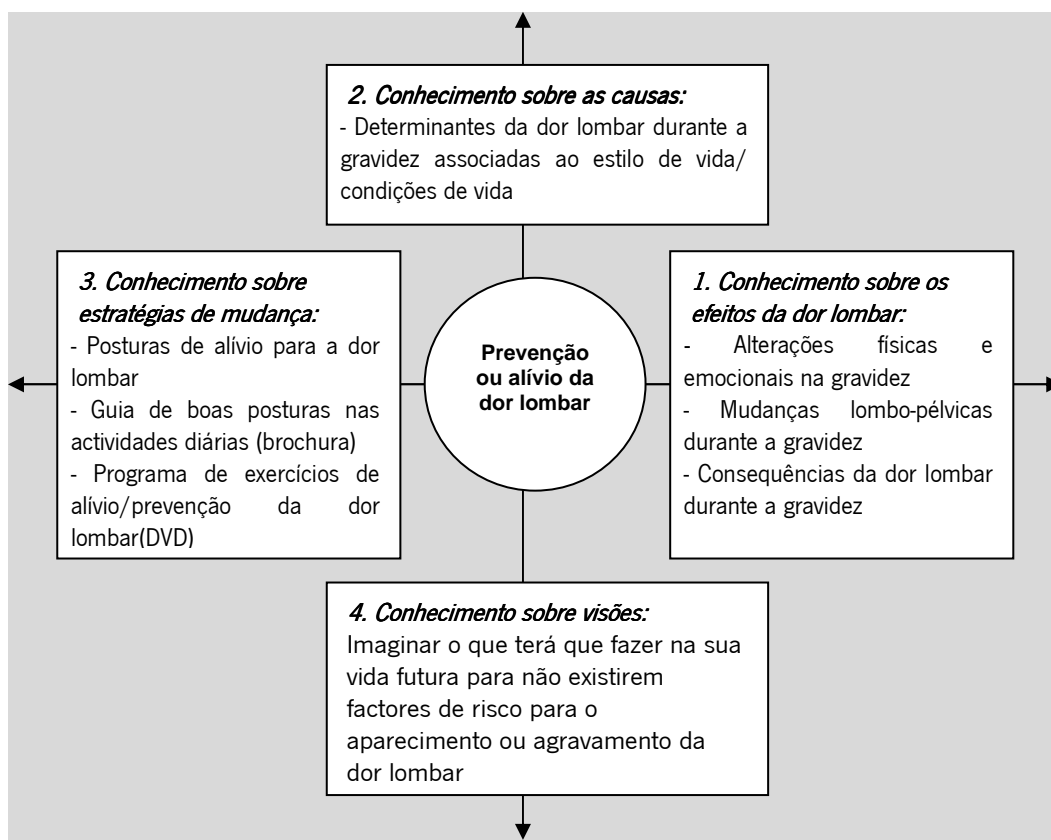 2. Conhecimento sobre as causas:
- Determinantes da dor lombar durante a
gravidez associadas ao estilo de vida/
condições de vida
3. Conhecimento sobre
estratégias de mudança:
- Posturas de alívio para a dor
lombar
- Guia de boas posturas nas
actividades diárias (brochura)
- Programa de exercícios de
alívio/prevenção da dor
lombar(DVD)
Prevenção
ou alívio da
dor lombar
1. Conhecimento sobre os
efeitos da dor lombar:
- Alterações físicas e
emocionais na gravidez
- Mudanças lombo-pélvicas
durante a gravidez
- Consequências da dor lombar
durante a gravidez
4. Conhecimento sobre visões:
Imaginar o que terá que fazer na sua
vida futura para não existirem
factores de risco para o
aparecimento ou agravamento da
dor lombar